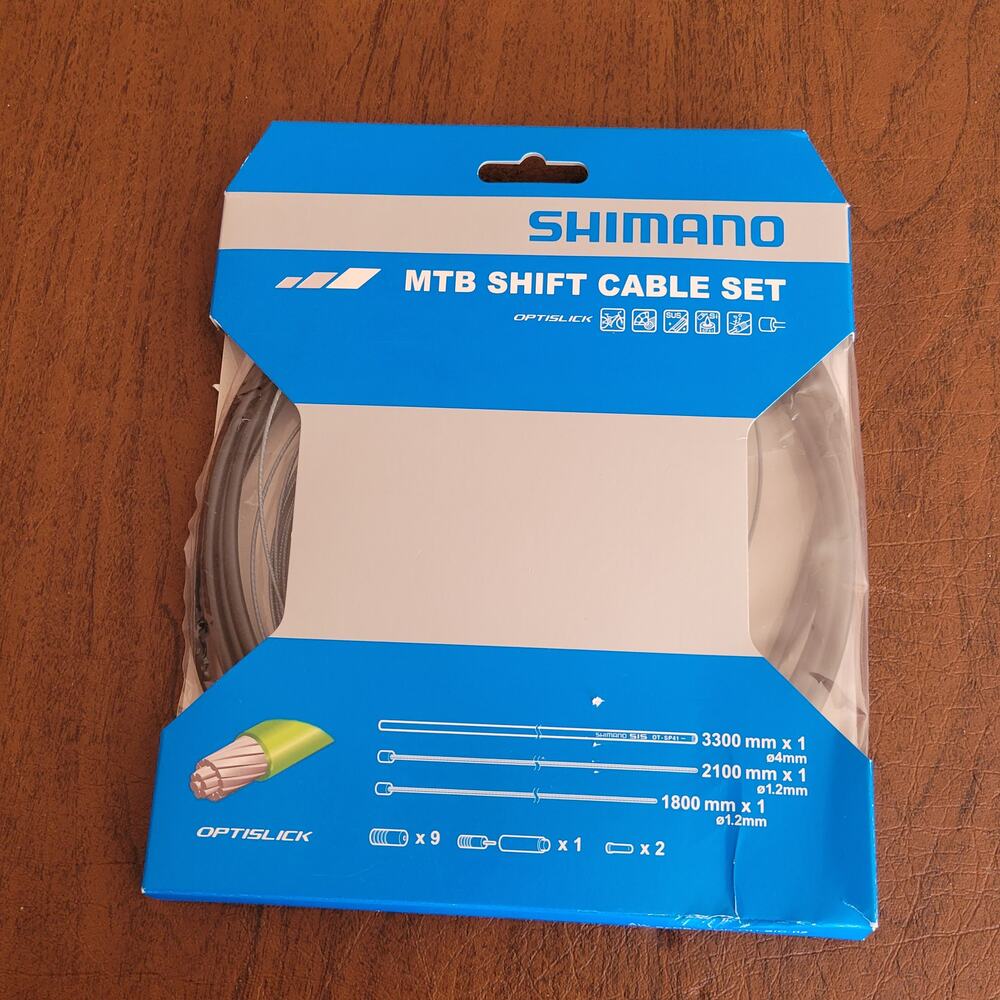 SHIMANO
MTB SHIFT CABLE SET
OPTISLICK
SUS
SHIMANO SIS OT-SP41
3300 mm x 1
ø4mm
2100 mm x 1
ø1.2mm
1800 mm x 1
ø1.2mm
OPTISLICK
x 9
x 1
x 2